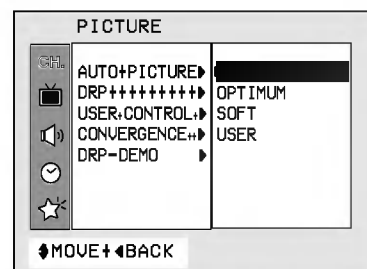 PICTURE
CH.
AUTO+PICTURE▶
DRP+++++++++▶ OPTIMUM
USER+CONTROL+▶ SOFT
CONVERGENCE++▶ USER
DRP-DEMO ▶
♦MOVE+◀BACK